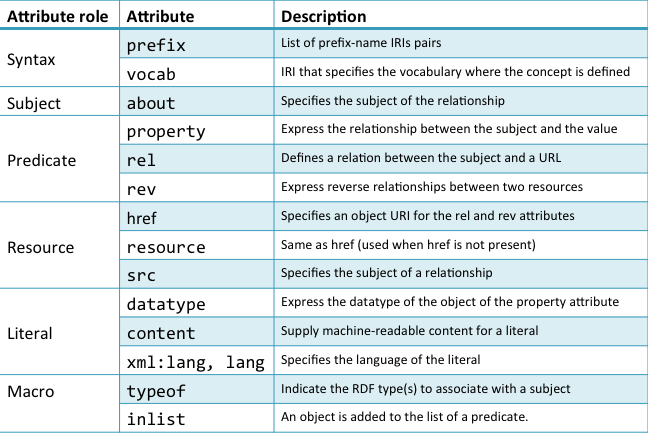 Attribute role Attribute Description
Syntax
prefix List of prefix-name IRIs pairs
vocab IRI that specifies the vocabulary where the concept is defined
Subject about Specifies the subject of the relationship
Predicate
property Express the relationship between the subject and the value
rel Defines a relation between the subject and a URL
rev Express reverse relationships between two resources
Resource
href Specifies an object URI for the rel and rev attributes
resource Same as href (used when href is not present)
src Specifies the subject of a relationship
Literal
datatype Express the datatype of the object of the property attribute
content Supply machine-readable content for a literal
xml:lang, lang Specifies the language of the literal
Macro
typeof Indicate the RDF type(s) to associate with a subject
inlist An object is added to the list of a predicate.